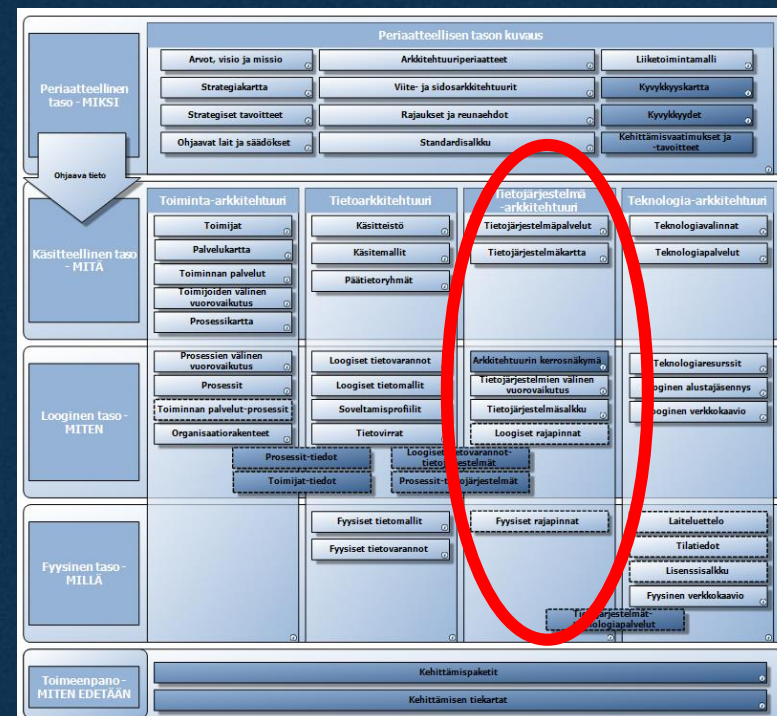 Periaatteellisen tason kuvaus
Periaatteellinen
taso - MIKSI
Arvot, visio ja missio
Arkkitehtuuriperiaatteet
Liiketoimintamalli
Strategiakartta
Viite- ja sidosarkkitehtuurit
Kyvykkyyskartta
Strategiset tavoitteet
Rajaukset ja reunaehdot
Kyvykkyydet
Ohjaavat lait ja säädökset
Standardisalkku
Kehittämisvaatimukset ja
-tavoitteet
Ohjaava tieto
Käsitteellinen taso
- MITÄ
Toiminta-arkkitehtuuri
Toimijat
Palvelukartta
Toiminnan palvelut
Toimijoiden välinen
vuorovaikutus
Prosessikartta
Tietoarkkitehtuuri
Käsitteistö
Käsitemallit
Päätietoryhmät
Tietojärjestelmä
-arkkitehtuuri
Tietojärjestelmäpalvelut
Tietojärjestelmäkartta
Teknologia-arkkitehtuuri
Teknologiavalinnat
Teknologiapalvelut
Looginen taso -
MITEN
Prosessien välinen
vuorovaikutus
Prosessit
Toiminnan palvelut-prosessit
Organisaatiorakenteet
Loogiset tietovarannot
Loogiset tietomallit
Soveltamisprofiilit
Tietovirrat
Arkkitehtuurin kerrosnäkymä
Tietojärjestelmien välinen
vuorovaikutus
Tietojärjestelmäsalkku
Loogiset rajapinnat
Teknologiaresurssit
Looginen alustajäsennys
Looginen verkkokaavio
Prosessit-tiedot
Loogiset tietovarannot-
tietojärjestelmät
Toimijat-tiedot
Prosessit-tietojärjestelmät
Fyysinen taso -
MILLÄ
Fyysiset tietomallit
Fyysiset tietovarannot
Fyysiset rajapinnat
Laiteluettelo
Tilatiedot
Lisenssisalkku
Fyysinen verkkokaavio
Tietojärjestelmät-
teknologiapalvelut
Toimeenpano -
MITEN EDETÄÄN
Kehittämispaketit
Kehittämisen tiekartat